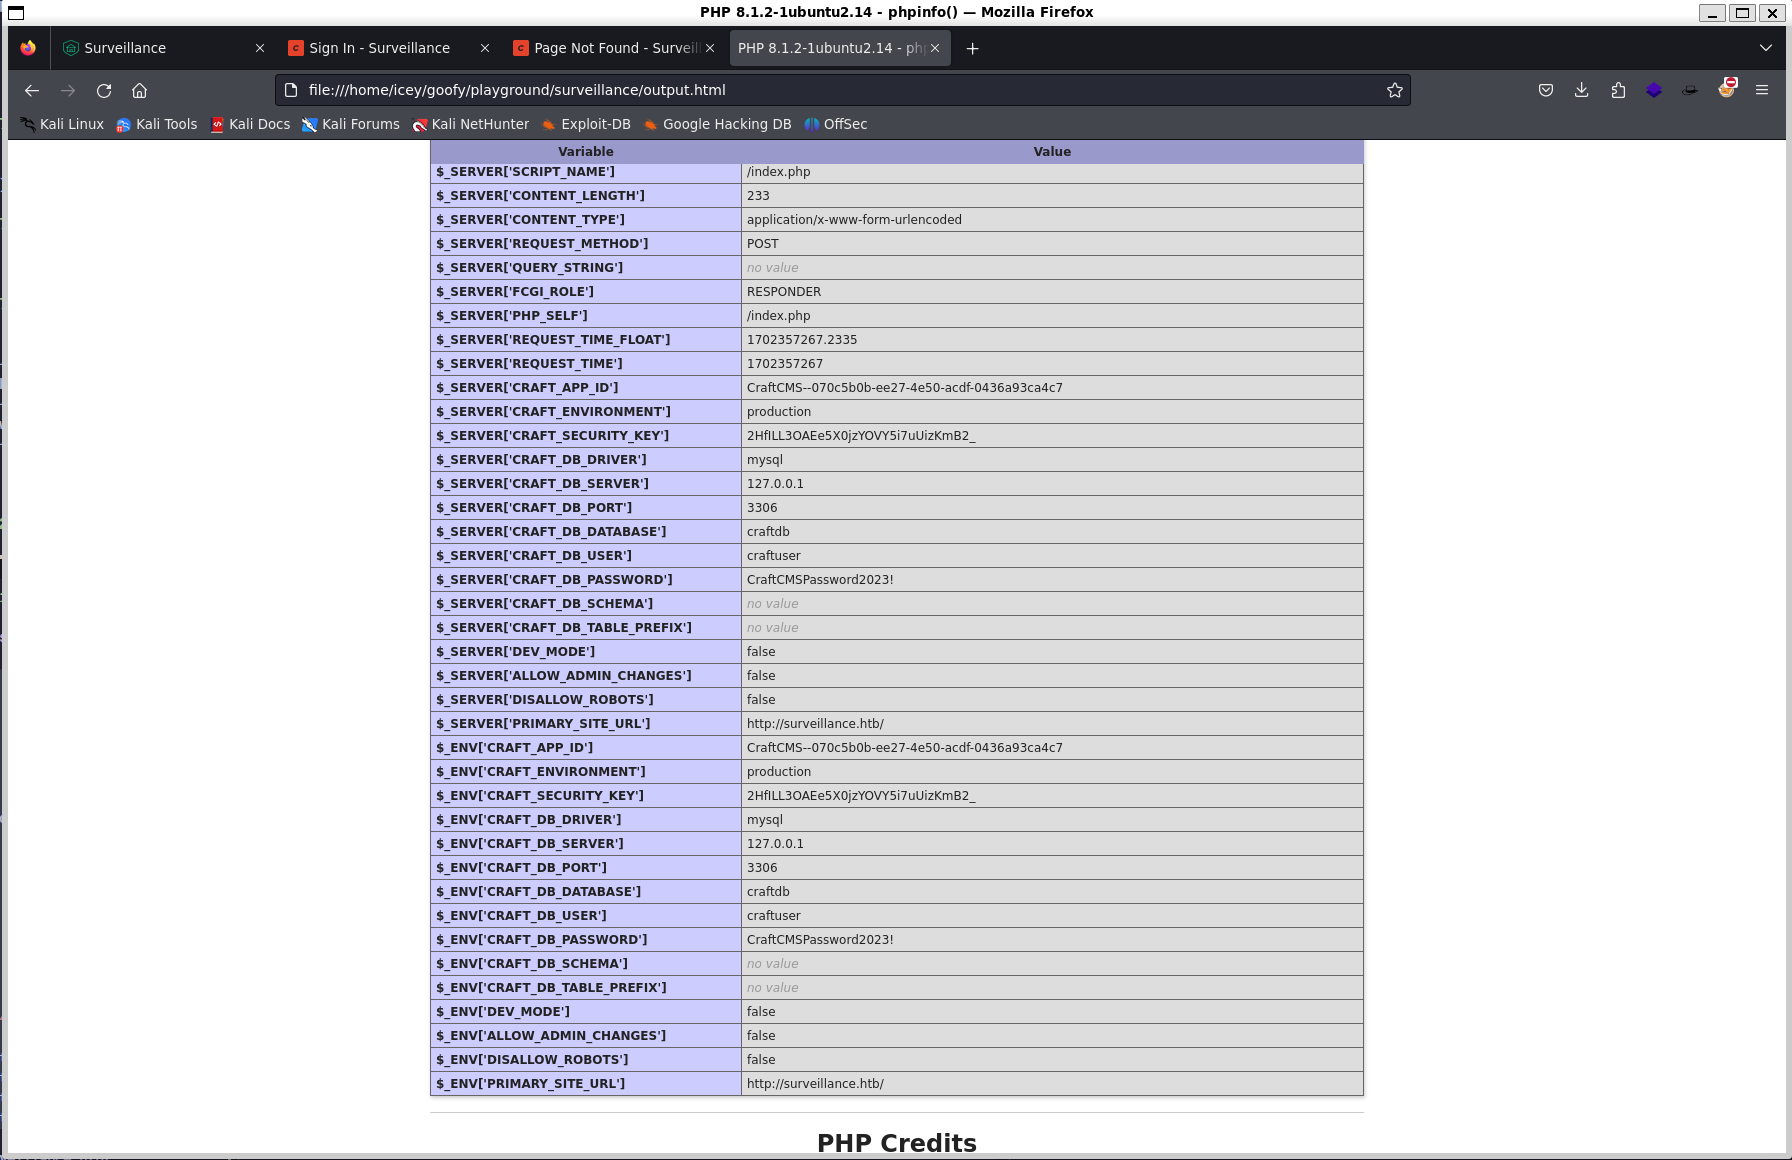 PHP 8.1.2-1ubuntu2.14 - phpinfo() — Mozilla Firefox
Surveillance
Sign In - Surveillance
Page Not Found - Surveil
PHP 8.1.2-1ubuntu2.14 - ph
file:///home/icey/goofy/playground/surveillance/output.html
Kali Linux Kali Tools Kali Docs Kali Forums Kali NetHunter Exploit-DB Google Hacking DB OffSec
Variable Value
$_SERVER['SCRIPT_NAME'] /index.php
$_SERVER['CONTENT_LENGTH'] 233
$_SERVER['CONTENT_TYPE'] application/x-www-form-urlencoded
$_SERVER['REQUEST_METHOD'] POST
$_SERVER['QUERY_STRING'] no value
$_SERVER['FCGI_ROLE'] RESPONDER
$_SERVER['PHP_SELF'] /index.php
$_SERVER['REQUEST_TIME_FLOAT'] 1702357267.2335
$_SERVER['REQUEST_TIME'] 1702357267
$_SERVER['CRAFT_APP_ID'] CraftCMS--070c5b0b-ee27-4e50-acdf-0436a93ca4c7
$_SERVER['CRAFT_ENVIRONMENT'] production
$_SERVER['CRAFT_SECURITY_KEY'] 2HfILL3OAEe5X0jzYOVY5i7uUizKmB2_
$_SERVER['CRAFT_DB_DRIVER'] mysql
$_SERVER['CRAFT_DB_SERVER'] 127.0.0.1
$_SERVER['CRAFT_DB_PORT'] 3306
$_SERVER['CRAFT_DB_DATABASE'] craftdb
$_SERVER['CRAFT_DB_USER'] craftuser
$_SERVER['CRAFT_DB_PASSWORD'] CraftCMSPassword2023!
$_SERVER['CRAFT_DB_SCHEMA'] no value
$_SERVER['CRAFT_DB_TABLE_PREFIX'] no value
$_SERVER['DEV_MODE'] false
$_SERVER['ALLOW_ADMIN_CHANGES'] false
$_SERVER['DISALLOW_ROBOTS'] false
$_SERVER['PRIMARY_SITE_URL'] http://surveillance.htb/
$_ENV['CRAFT_APP_ID'] CraftCMS--070c5b0b-ee27-4e50-acdf-0436a93ca4c7
$_ENV['CRAFT_ENVIRONMENT'] production
$_ENV['CRAFT_SECURITY_KEY'] 2HfILL3OAEe5X0jzYOVY5i7uUizKmB2_
$_ENV['CRAFT_DB_DRIVER'] mysql
$_ENV['CRAFT_DB_SERVER'] 127.0.0.1
$_ENV['CRAFT_DB_PORT'] 3306
$_ENV['CRAFT_DB_DATABASE'] craftdb
$_ENV['CRAFT_DB_USER'] craftuser
$_ENV['CRAFT_DB_PASSWORD'] CraftCMSPassword2023!
$_ENV['CRAFT_DB_SCHEMA'] no value
$_ENV['CRAFT_DB_TABLE_PREFIX'] no value
$_ENV['DEV_MODE'] false
$_ENV['ALLOW_ADMIN_CHANGES'] false
$_ENV['DISALLOW_ROBOTS'] false
$_ENV['PRIMARY_SITE_URL'] http://surveillance.htb/
PHP Credits